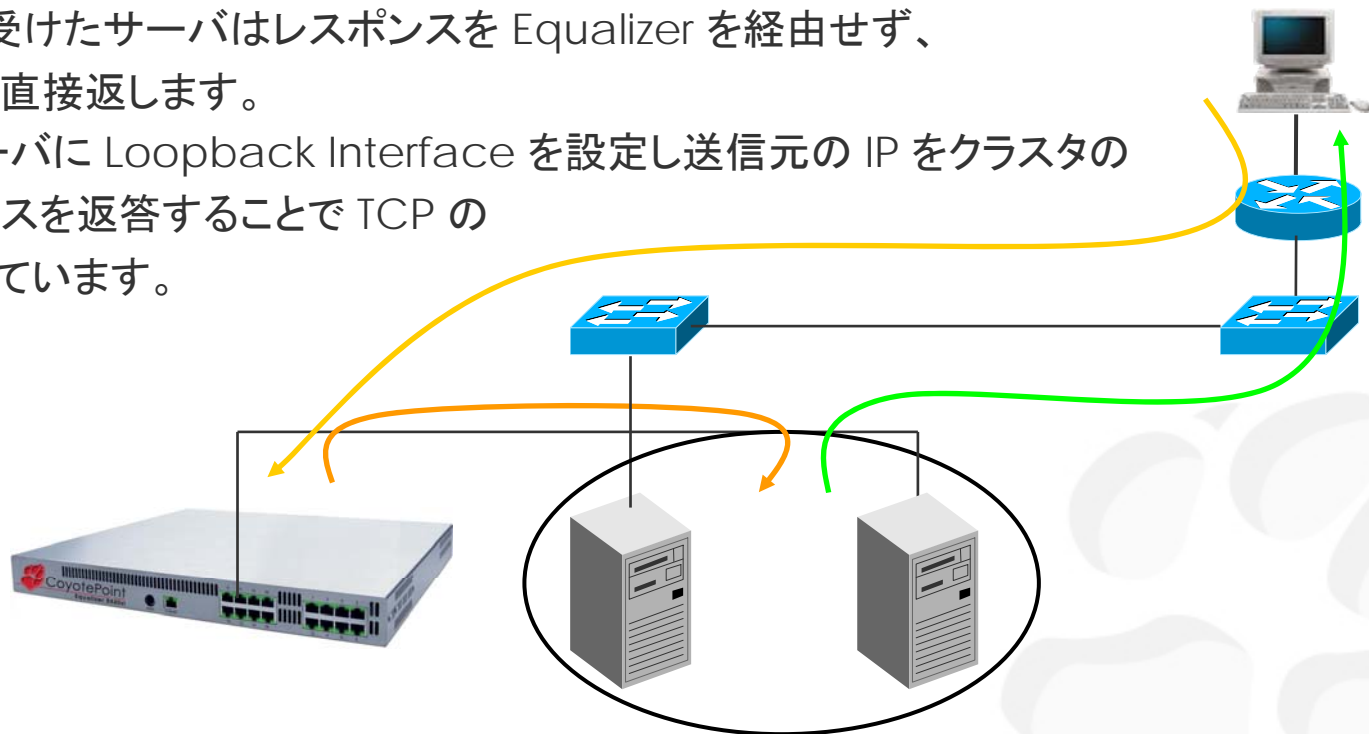 受けたサーバはレスポンスを Equalizer を経由せず、
直接返します。
ーバに Loopback Interface を設定し送信元の IP をクラスタの
スを返答することで TCP の
ています。
CoyotePoint